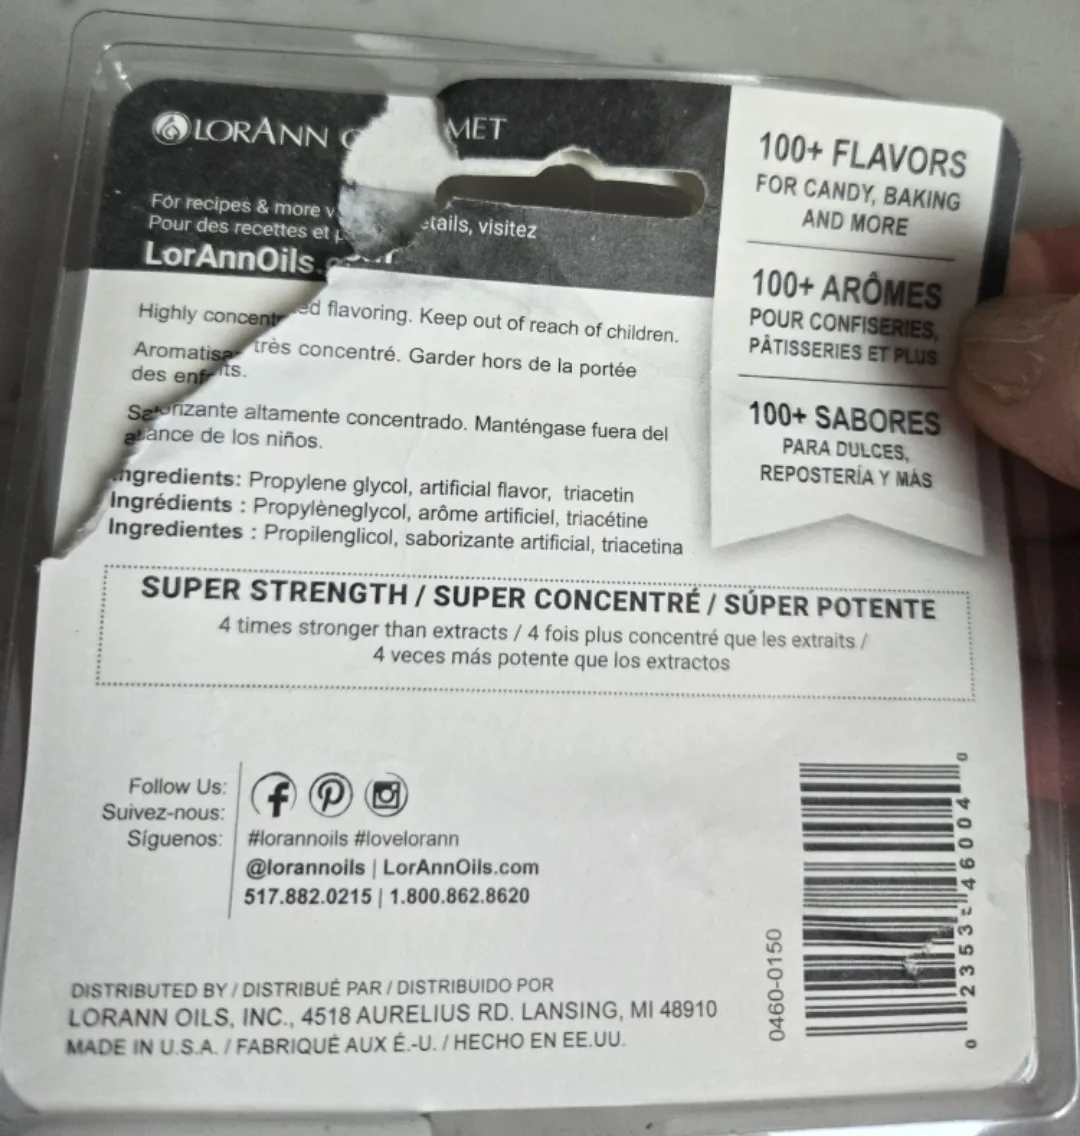 LORANN MET
For recipes & more
Pour des recettes et visitez
LorAnnOils.
Highly flavoring. Keep out of reach of children.
très concentré. Garder hors de la portée
des
altamente concentrado. Manténgase fuera del
de los niños.
Ingredients: Propylene glycol, artificial flavor, triacetin
Ingrédients : Propylèneglycol, arôme artificiel, triacétine
Ingredientes : Propilenglicol, saborizante artificial, triacetina
100+ FLAVORS
FOR CANDY, BAKING
AND MORE
100+ ARÔMES
POUR CONFISERIES,
PÂTISSERIES ET PLUS
100+ SABORES
PARA DULCES,
REPOSTERÍA Y MÁS
SUPER STRENGTH / SUPER CONCENTRÉ / SÚPER POTENTE
4 times stronger than extracts / 4 fois plus concentré que les extraits /
4 veces más potente que los extractos
Follow Us:
Suivez-nous:
Síguenos:
#lorannoils #lovelorann
@lorannoils | LorAnnOils.com
517.882.0215 | 1.800.862.8620
DISTRIBUTED BY / DISTRIBUÉ PAR / DISTRIBUIDO POR
LORANN OILS, INC., 4518 AURELIUS RD. LANSING, MI 48910
MADE IN U.S.A. / FABRIQUÉ AUX É.-U. / HECHO EN EE.UU.
0460-0150
0 46004 0